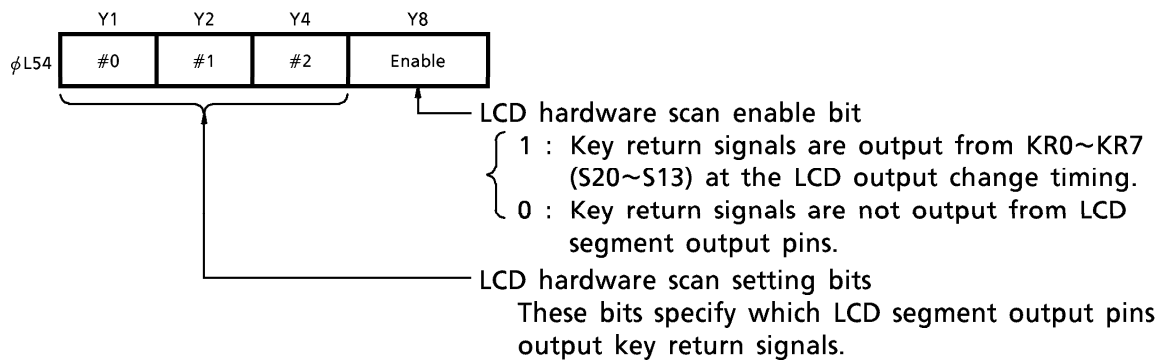 Y1 Y2 Y4 Y8
φL54 #0 #1 #2 Enable
LCD hardware scan enable bit
1 : Key return signals are output from KR0~KR7
(S20~S13) at the LCD output change timing.
0 : Key return signals are not output from LCD
segment output pins.
LCD hardware scan setting bits
These bits specify which LCD segment output pins
output key return signals.